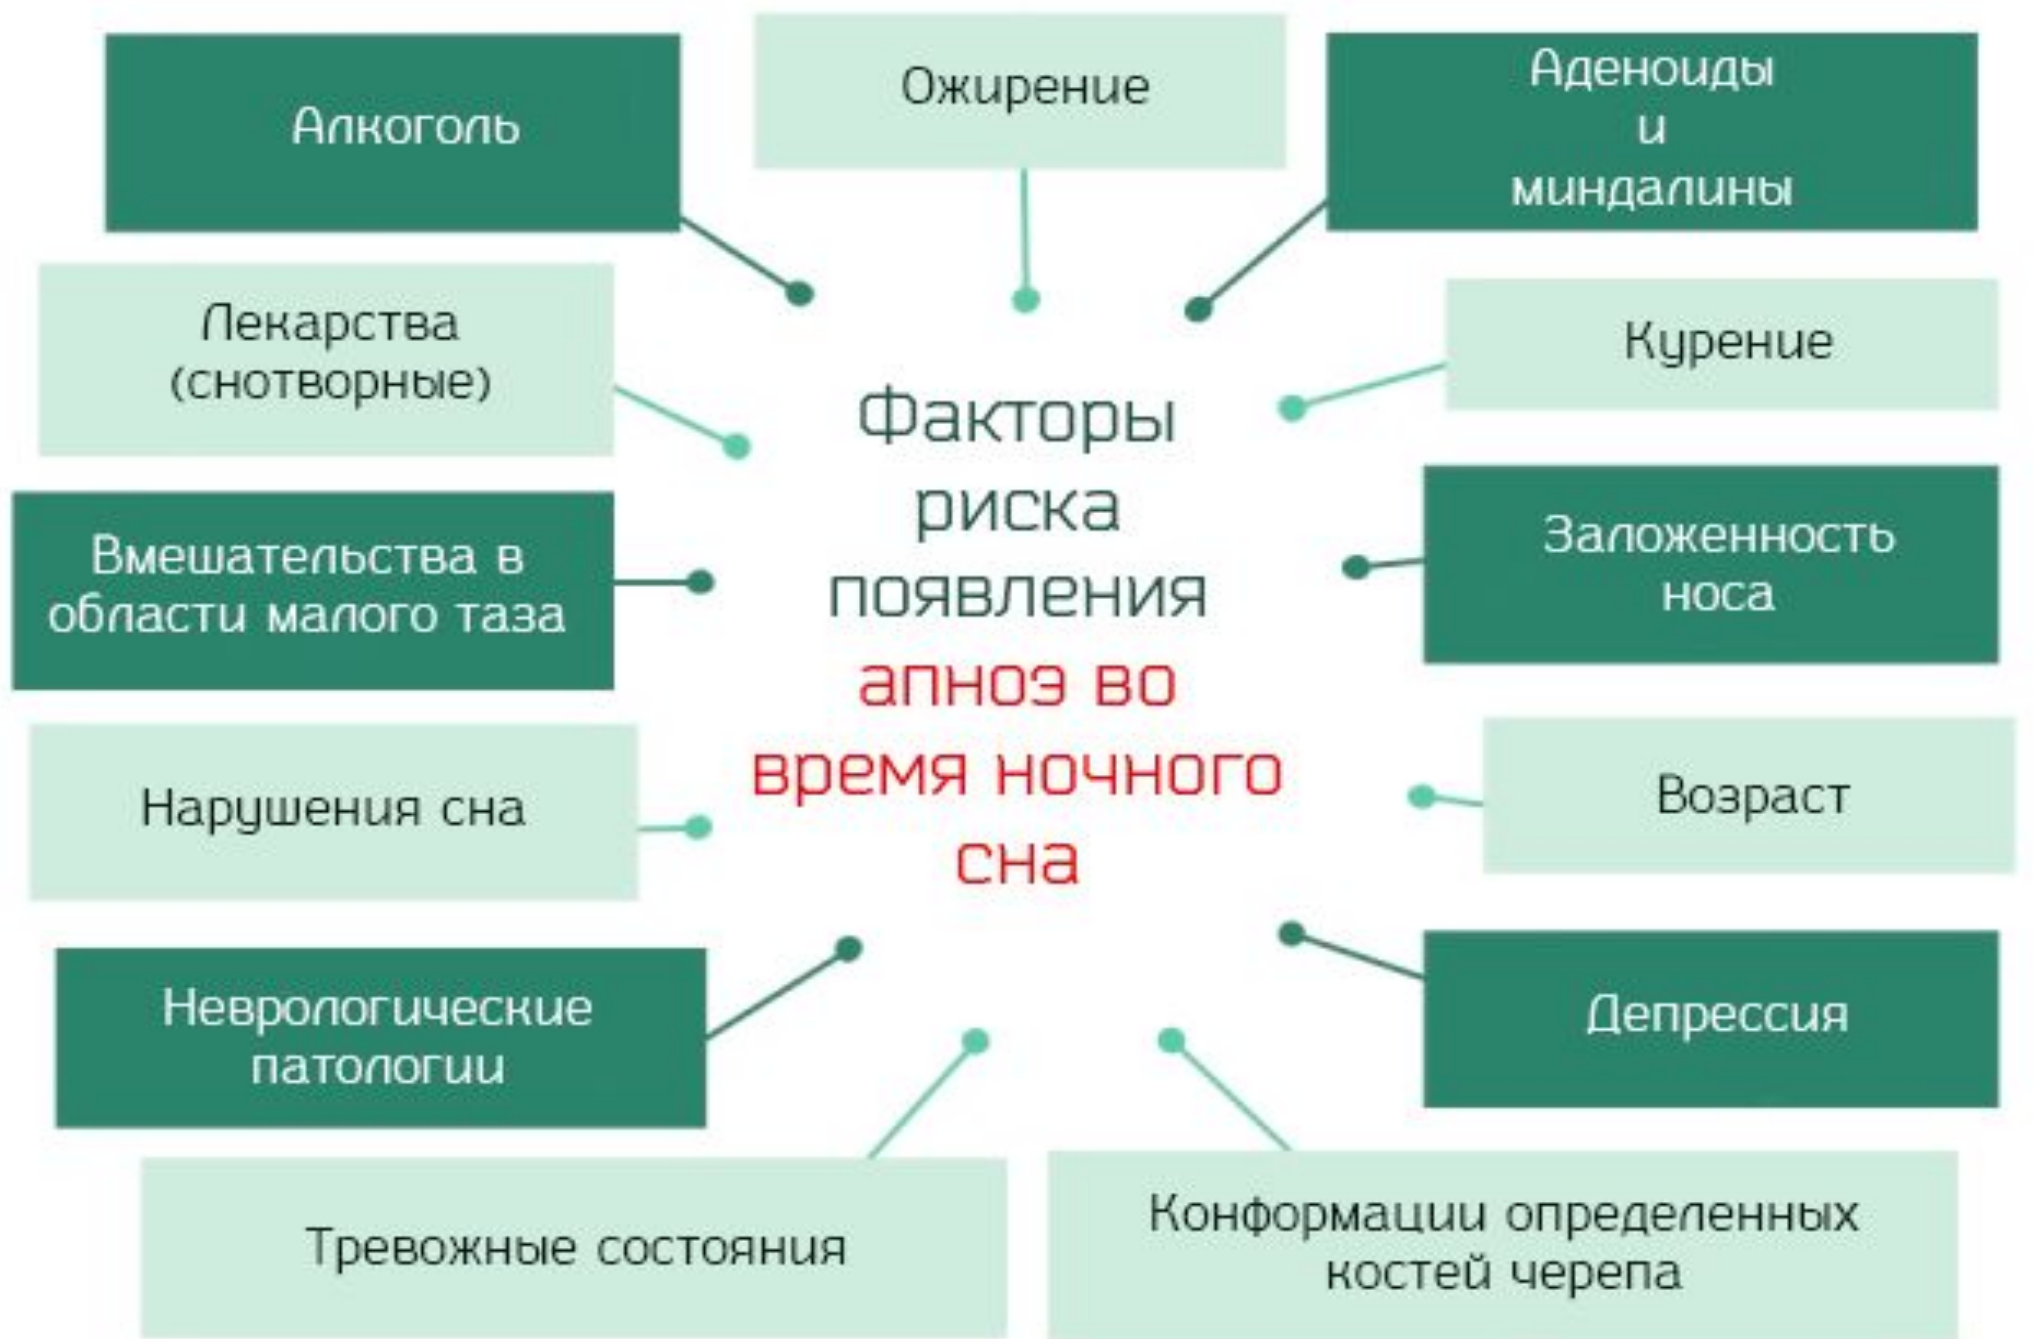 Алкоголь
Ожирение
Аденоиды
и
миндалины
Лекарства
(снотворные)
Курение
Вмешательства в
области малого таза
Заложенность
носа
Факторы
риска
появления
апноэ во
время ночного
сна
Нарушения сна
Возраст
Неврологические
патологии
Депрессия
Тревожные состояния
Конформации определенных
костей черепа